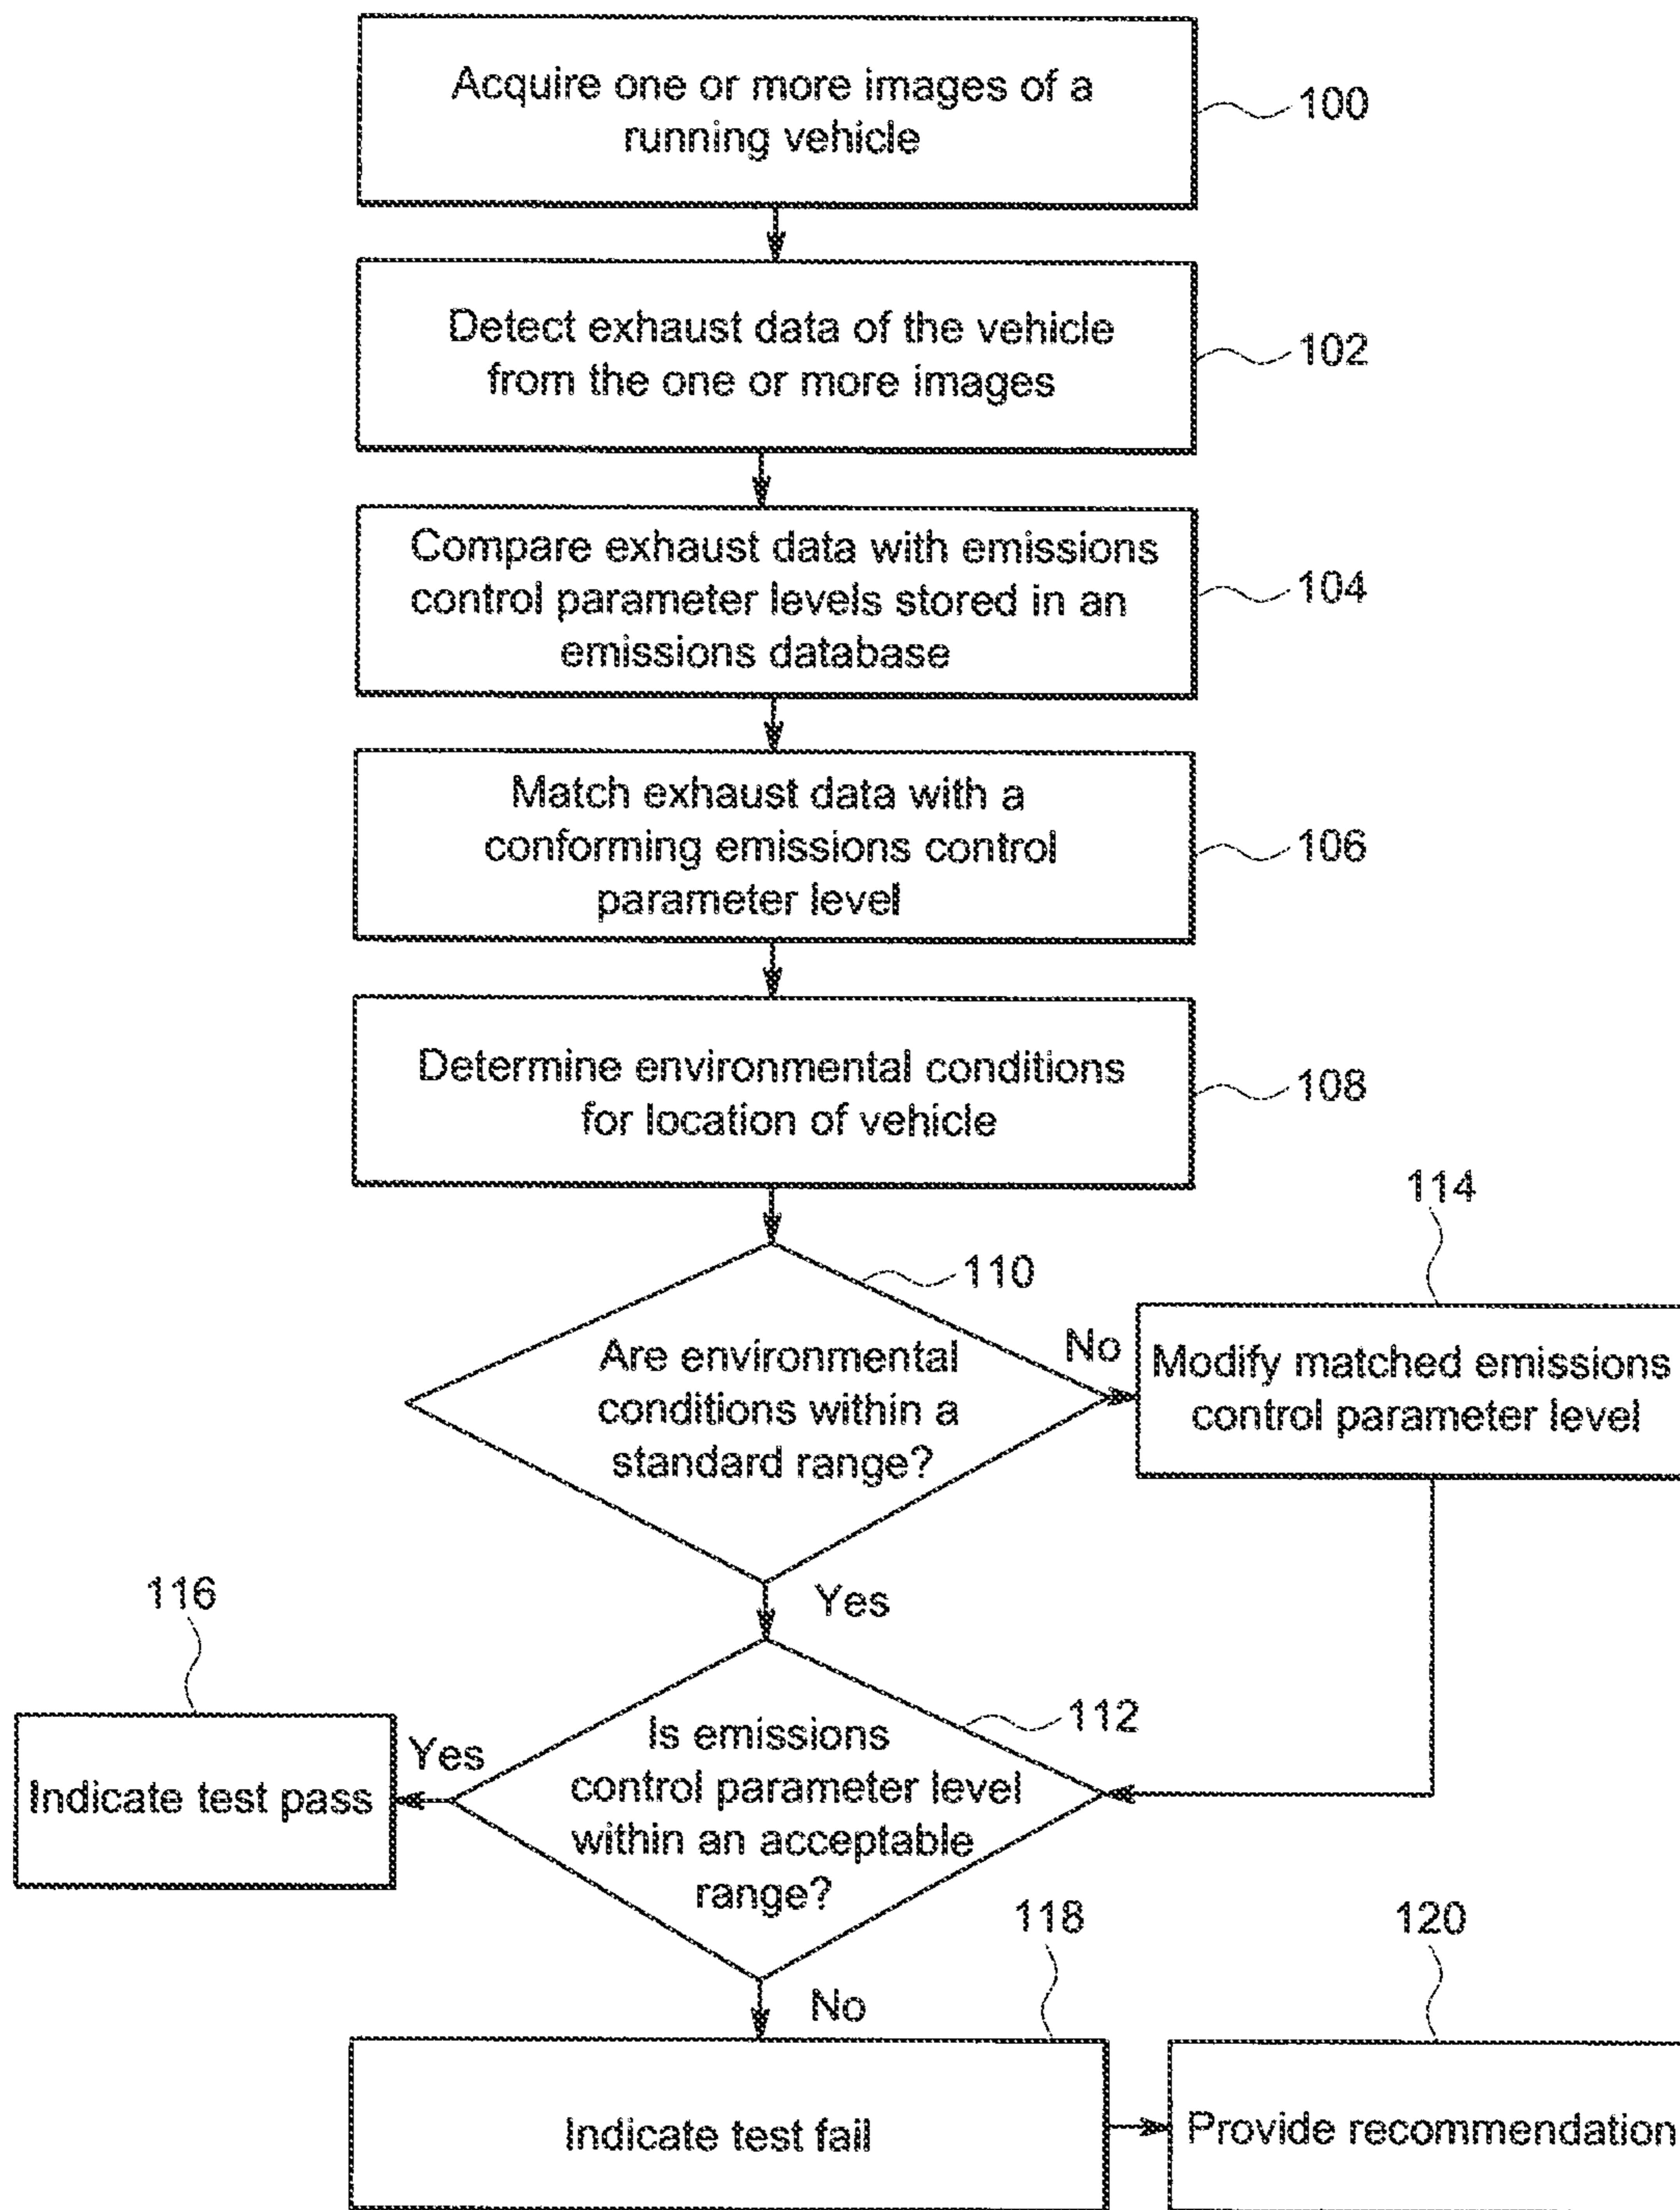 Acquire one or more images of a
running vehicle
100
Detect exhaust data of the vehicle
from the one or more images
102
Compare exhaust data with emissions
control parameter levels stored in an
emissions database
104
Match exhaust data with a
conforming emissions control
parameter level
106
Determine environmental conditions
for location of vehicle
108
110
Are environmental
conditions within a
standard range?
No
114
Modify matched emissions
control parameter level
Yes
116
Indicate test pass
Yes
112
Is emissions
control parameter level
within an acceptable
range?
No
118
Indicate test fail
120
Provide recommendation